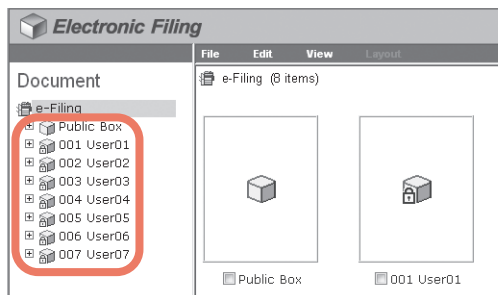 Electronic Filing
File Edit View Layout
Document
e-Filing
Public Box
001 User01
002 User02
003 User03
004 User04
005 User05
006 User06
007 User07
e-Filing (8 items)
Public Box 001 User01